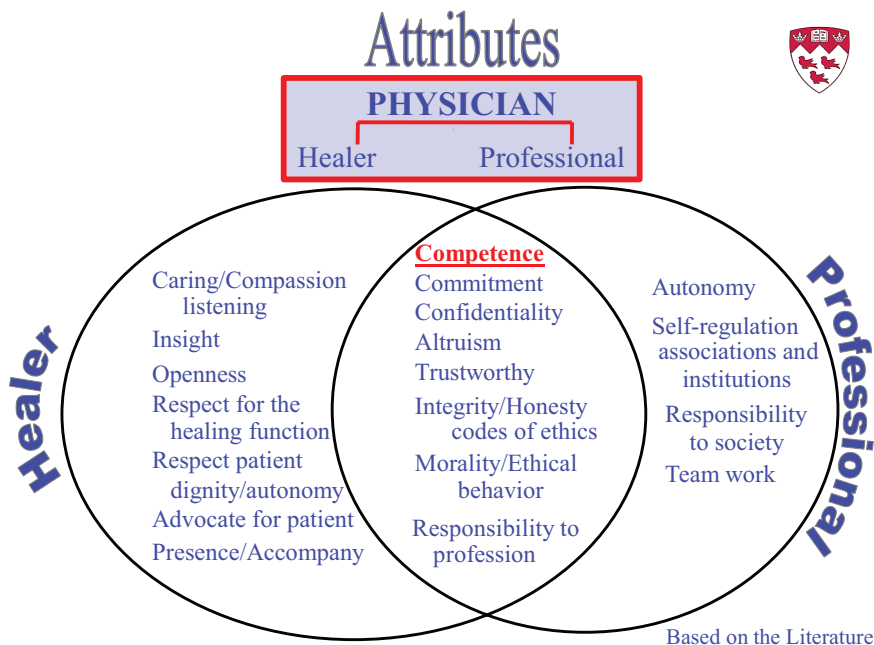 Attributes
PHYSICIAN
Healer Professional
Healer
Caring/Compassion
listening
Insight
Openness
Respect for the
healing function
Respect patient
dignity/autonomy
Advocate for patient
Presence/Accompany
Competence
Commitment
Confidentiality
Altruism
Trustworthy
Integrity/Honesty
codes of ethics
Morality/Ethical
behavior
Responsibility to
profession
Autonomy
Self-regulation
associations and
institutions
Responsibility
to society
Team work
Professional
Based on the Literature